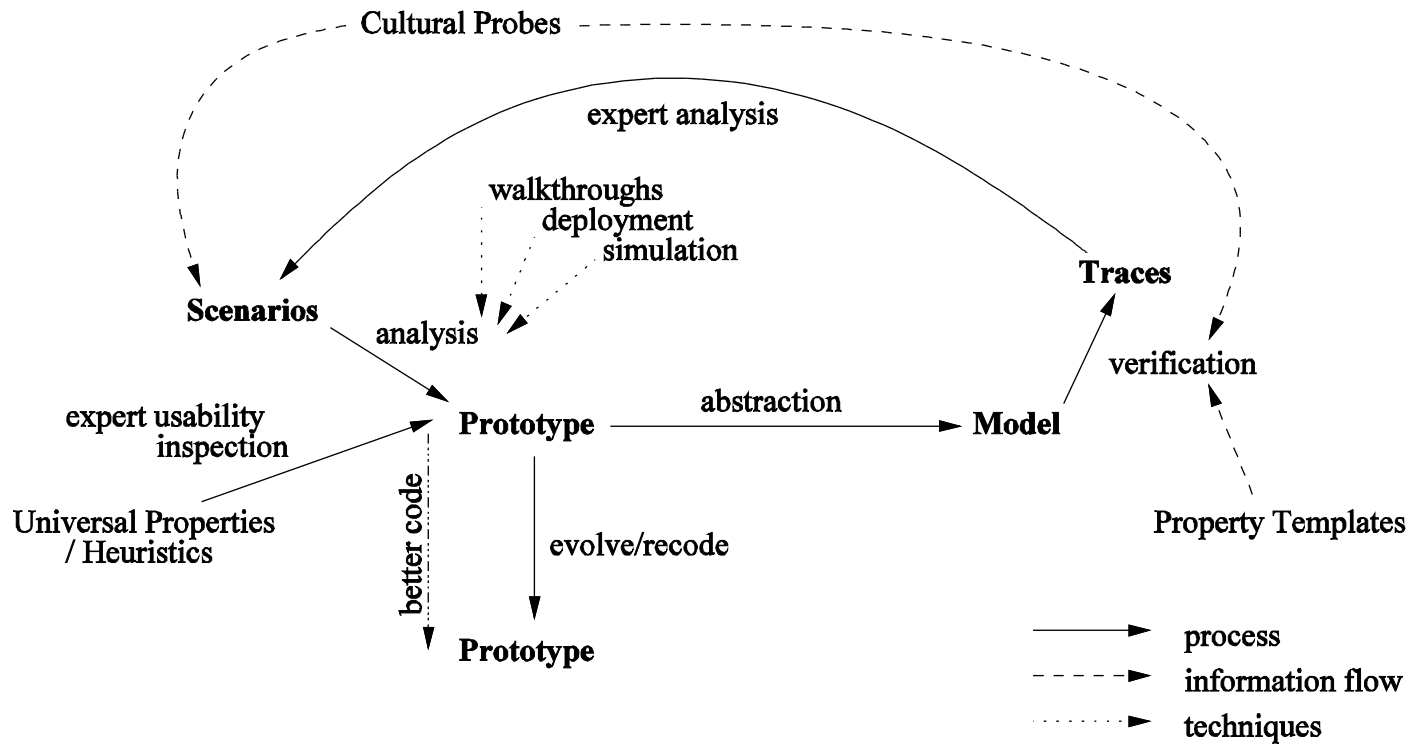 Cultural Probes
expert analysis
walkthroughs
deployment
simulation
Traces
Scenarios
analysis
verification
abstraction
expert usability
inspection
Prototype
Model
Universal Properties
/ Heuristics
Property Templates
better code
evolve/recode
Prototype
process
information flow
techniques